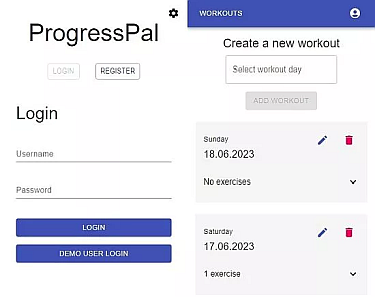 ProgressPal
LOGIN
REGISTER
Login
Username
Password
LOGIN
DEMO USER LOGIN
WORKOUTS
Create a new workout
Select workout day
ADD WORKOUT
Sunday
18.06.2023
No exercises
Saturday
17.06.2023
1 exercise